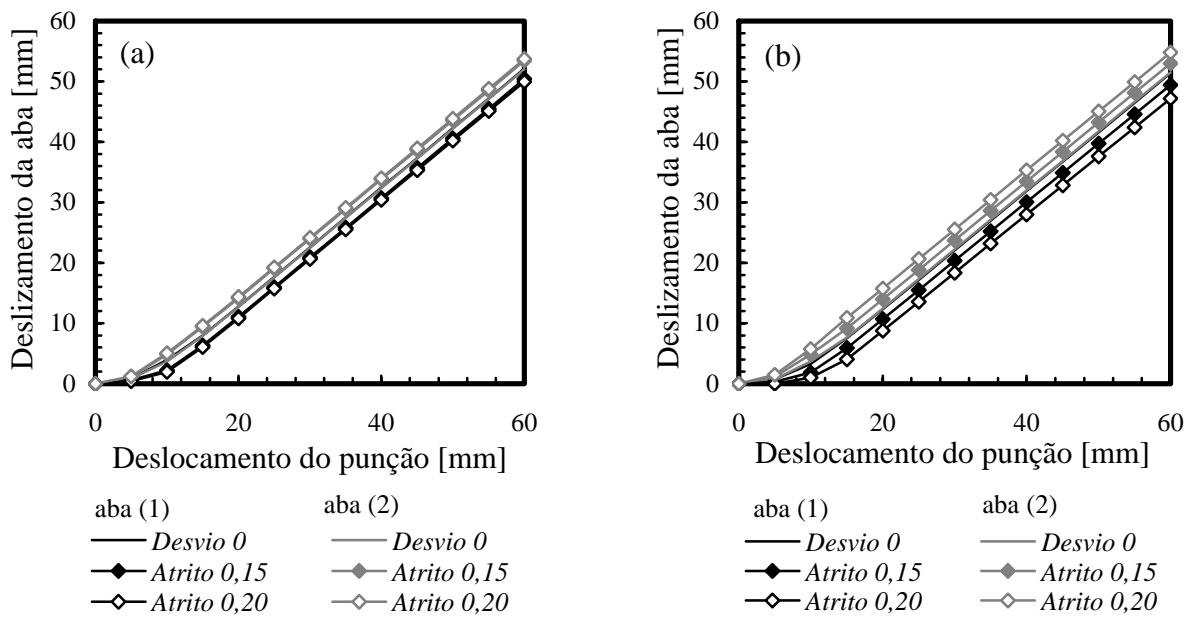 (a)
Deslizamento da aba [mm]
60
50
40
30
20
10
0
0 20 40 60
Deslocamento do punção [mm]
aba (1) aba (2)
Desvio 0 Desvio 0
Atrito 0,15 Atrito 0,15
Atrito 0,20 Atrito 0,20
(b)
Deslizamento da aba [mm]
60
50
40
30
20
10
0
0 20 40 60
Deslocamento do punção [mm]
aba (1) aba (2)
Desvio 0 Desvio 0
Atrito 0,15 Atrito 0,15
Atrito 0,20 Atrito 0,20